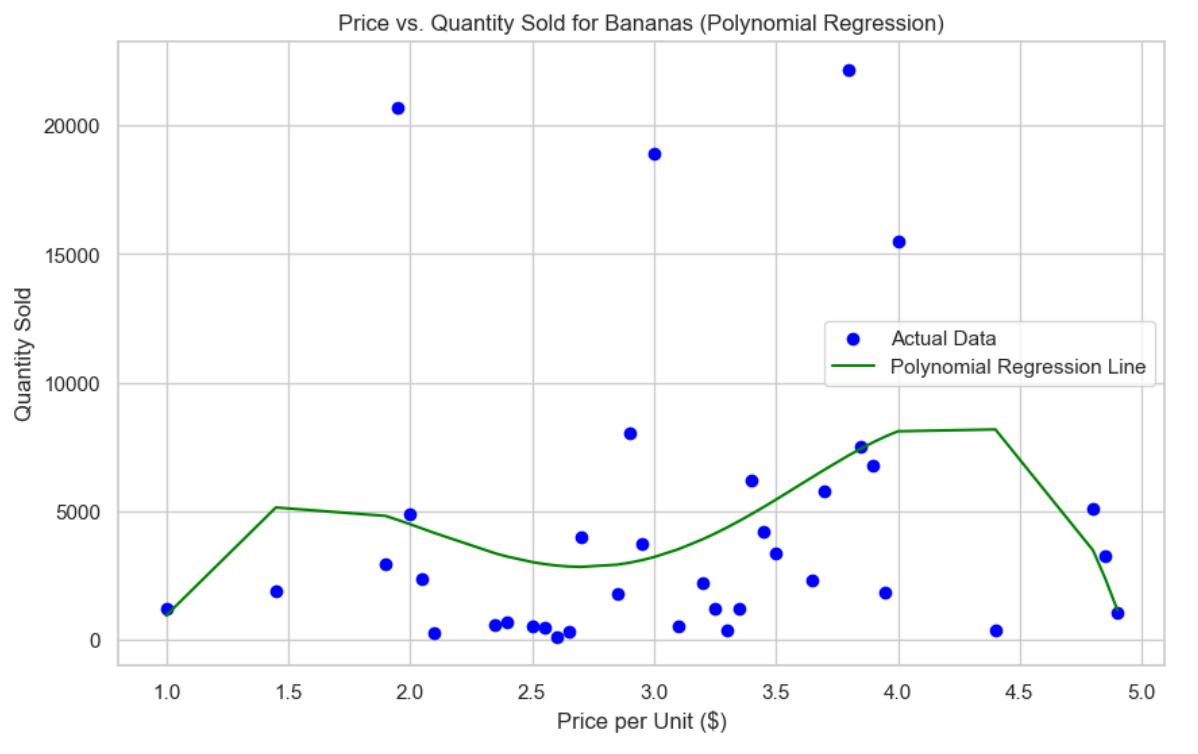 Price vs. Quantity Sold for Bananas (Polynomial Regression)
20000
15000
10000
5000
0
Quantity Sold
Actual Data
Polynomial Regression Line
1.0 1.5 2.0 2.5 3.0 3.5 4.0 4.5 5.0
Price per Unit ($)